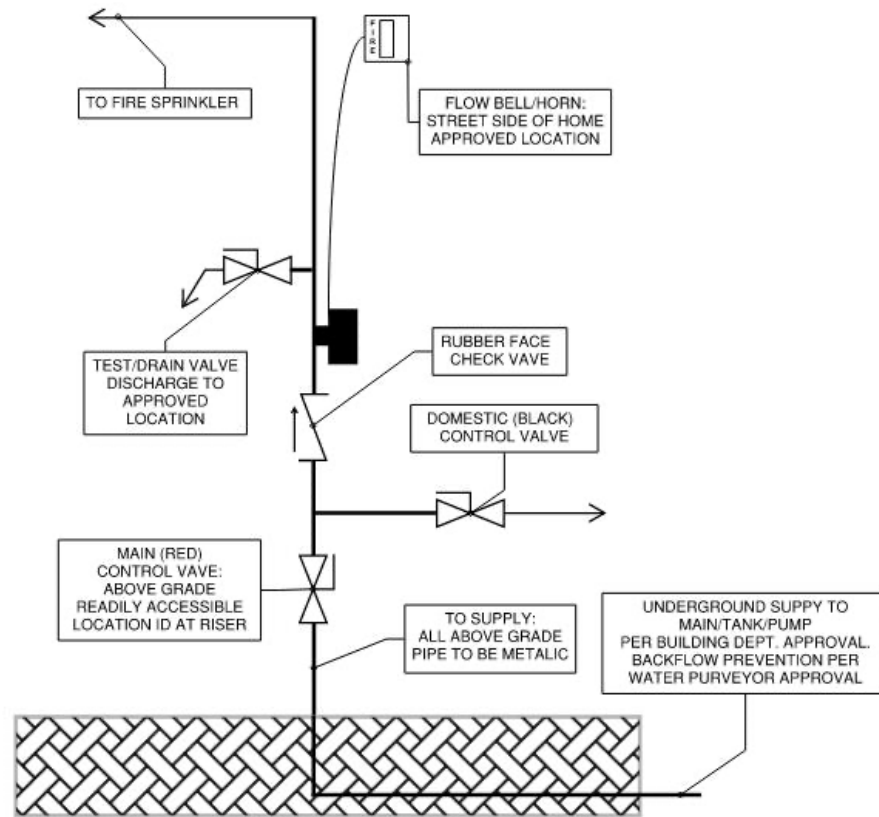 FIRE
TO FIRE SPRINKLER
FLOW BELL/HORN:
STREET SIDE OF HOME
APPROVED LOCATION
TEST/DRAIN VALVE
DISCHARGE TO
APPROVED
LOCATION
RUBBER FACE
CHECK VAVE
DOMESTIC (BLACK)
CONTROL VALVE
MAIN (RED)
CONTROL VAVE:
ABOVE GRADE
READILY ACCESSIBLE
LOCATION ID AT RISER
TO SUPPLY:
ALL ABOVE GRADE
PIPE TO BE METALIC
UNDERGROUND SUPPY TO
MAIN/TANK/PUMP
PER BUILDING DEPT. APPROVAL.
BACKFLOW PREVENTION PER
WATER PURVEYOR APPROVAL